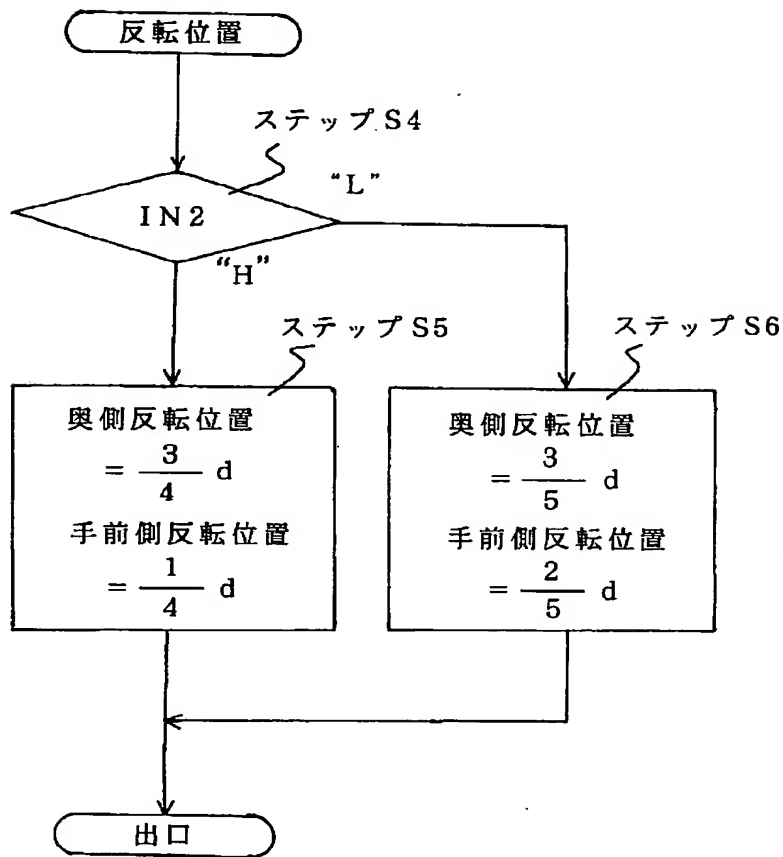 反転位置
ステップS4
"L"
IN2
"H"
ステップS5
奥側反転位置
= 3/4 d
手前側反転位置
= 1/4 d
ステップS6
奥側反転位置
= 3/5 d
手前側反転位置
= 2/5 d
出口